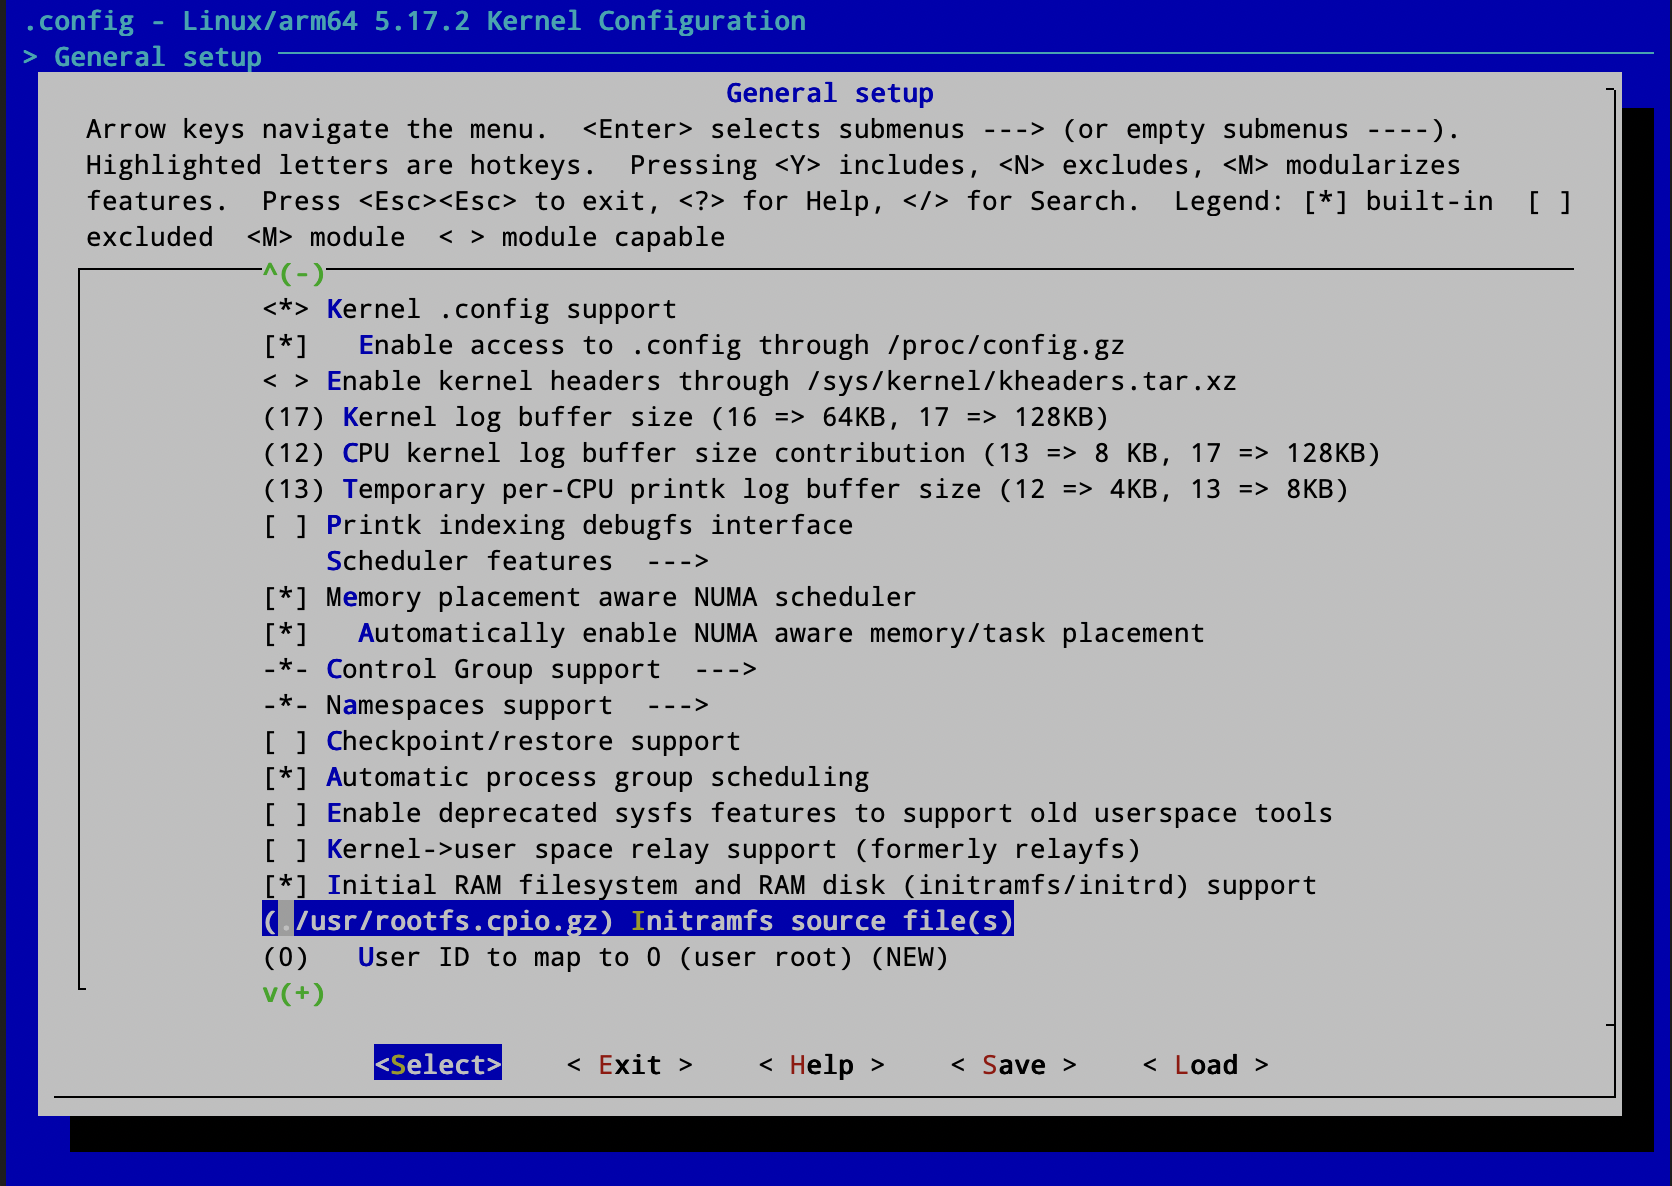 .config - Linux/arm64 5.17.2 Kernel Configuration
> General setup
General setup
Arrow keys navigate the menu.  <Enter> selects submenus ---> (or empty submenus ----).
Highlighted letters are hotkeys.  Pressing <Y> includes, <N> excludes, <M> modularizes
features.  Press <Esc><Esc> to exit, <?> for Help, </> for Search.  Legend: [*] built-in  [ ]
excluded  <M> module  < > module capable
^(-)
<*> Kernel .config support
[*]   Enable access to .config through /proc/config.gz
< > Enable kernel headers through /sys/kernel/kheaders.tar.xz
(17) Kernel log buffer size (16 => 64KB, 17 => 128KB)
(12) CPU kernel log buffer size contribution (13 => 8 KB, 17 => 128KB)
(13) Temporary per-CPU printk log buffer size (12 => 4KB, 13 => 8KB)
[ ] Printk indexing debugfs interface
    Scheduler features  --->
[*] Memory placement aware NUMA scheduler
[*]   Automatically enable NUMA aware memory/task placement
-*- Control Group support  --->
-*- Namespaces support  --->
[ ] Checkpoint/restore support
[*] Automatic process group scheduling
[ ] Enable deprecated sysfs features to support old userspace tools
[ ] Kernel->user space relay support (formerly relayfs)
[*] Initial RAM filesystem and RAM disk (initramfs/initrd) support
(./usr/rootfs.cpio.gz) Initramfs source file(s)
(0)   User ID to map to 0 (user root) (NEW)
v(+)
<Select>    < Exit >    < Help >    < Save >    < Load >